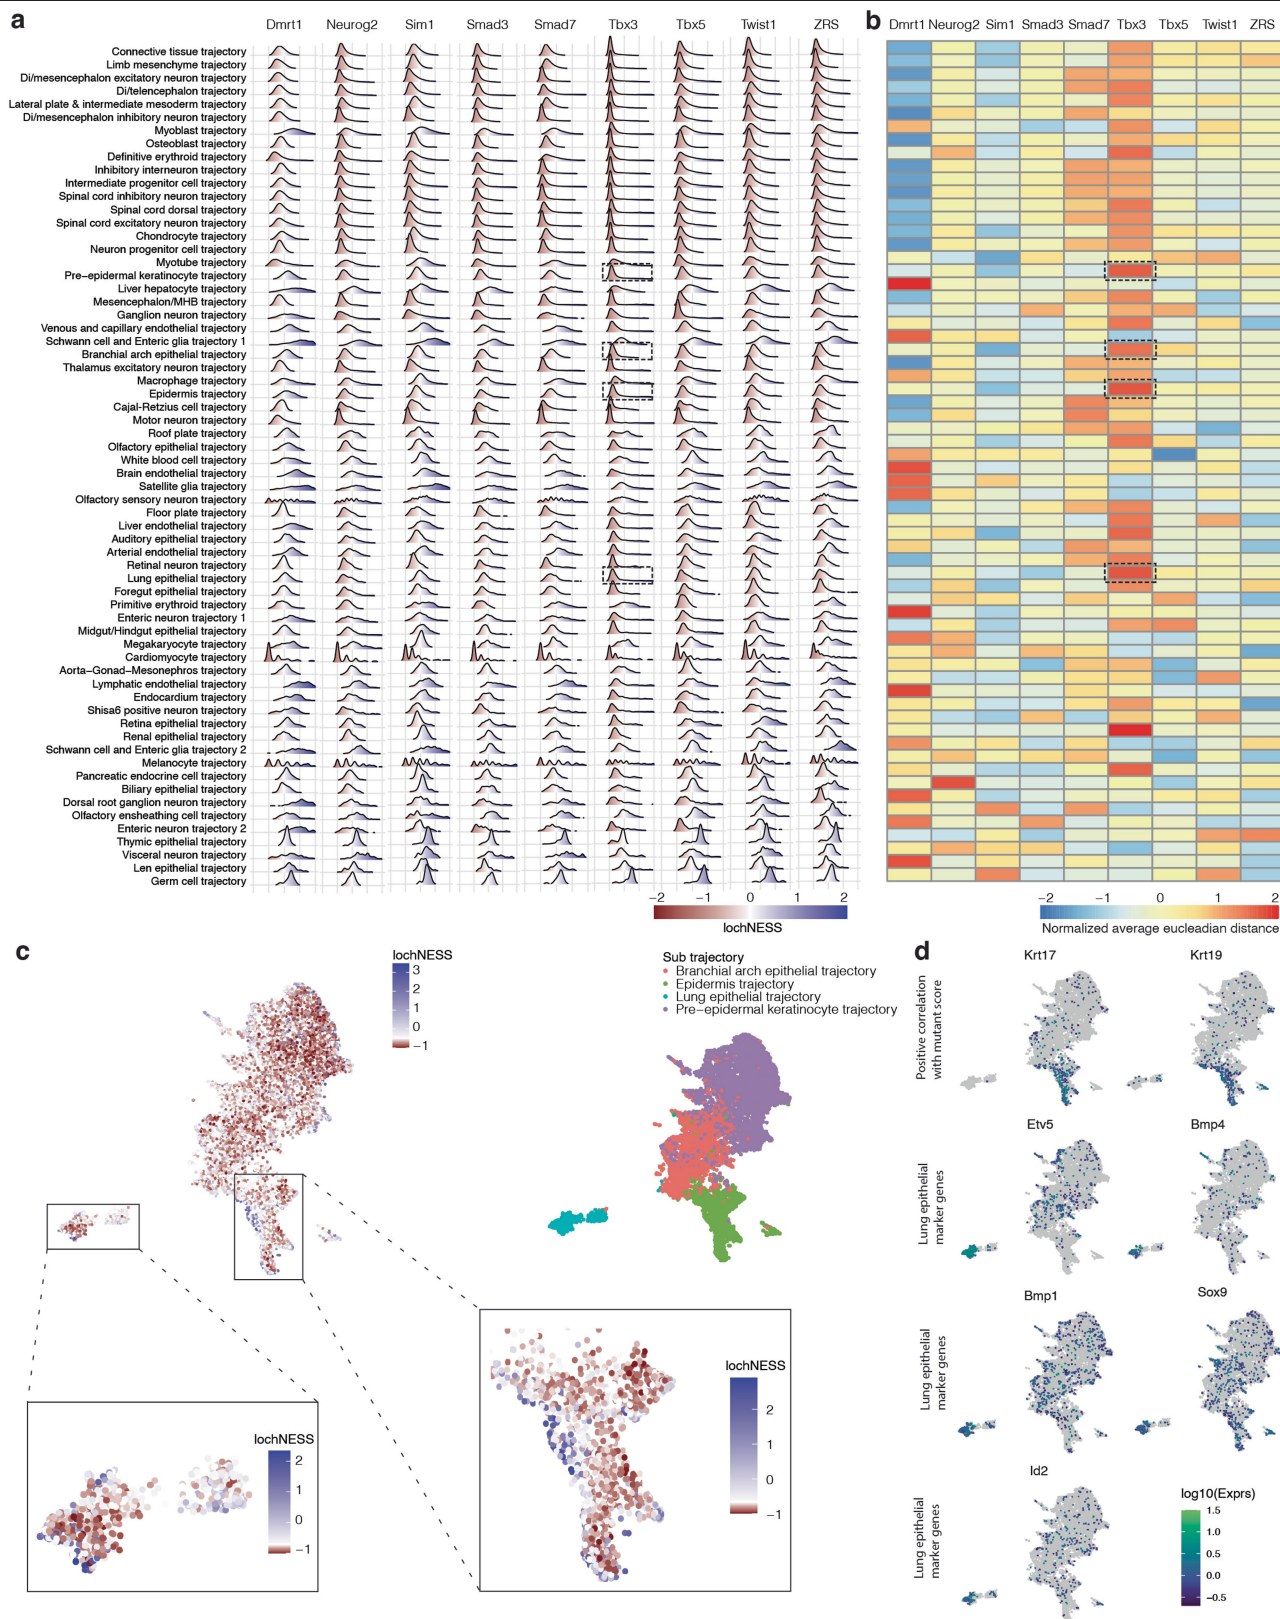 a
Dmrt1 Neurog2 Sim1 Smad3 Smad7 Tbx3 Tbx5 Twist1 ZRS
Connective tissue trajectory
Limb mesenchyme trajectory
Di/mesencephalon excitatory neuron trajectory
Di/telencephalon trajectory
Lateral plate & intermediate mesoderm trajectory
Di/mesencephalon inhibitory neuron trajectory
Myoblast trajectory
Osteoblast trajectory
Definitive erythroid trajectory
Inhibitory interneuron trajectory
Intermediate progenitor cell trajectory
Spinal cord inhibitory neuron trajectory
Spinal cord dorsal trajectory
Spinal cord excitatory neuron trajectory
Chondrocyte trajectory
Neuron progenitor cell trajectory
Myotube trajectory
Pre−epidermal keratinocyte trajectory
Liver hepatocyte trajectory
Mesencephalon/MHB trajectory
Ganglion neuron trajectory
Venous and capillary endothelial trajectory
Schwann cell and Enteric glia trajectory 1
Branchial arch epithelial trajectory
Thalamus excitatory neuron trajectory
Macrophage trajectory
Epidermis trajectory
Cajal-Retzius cell trajectory
Motor neuron trajectory
Roof plate trajectory
Olfactory epithelial trajectory
White blood cell trajectory
Brain endothelial trajectory
Satellite glia trajectory
Olfactory sensory neuron trajectory
Floor plate trajectory
Liver endothelial trajectory
Auditory epithelial trajectory
Arterial endothelial trajectory
Retinal neuron trajectory
Lung epithelial trajectory
Foregut epithelial trajectory
Primitive erythroid trajectory
Enteric neuron trajectory 1
Midgut/Hindgut epithelial trajectory
Megakaryocyte trajectory
Cardiomyocyte trajectory
Aorta−Gonad−Mesonephros trajectory
Lymphatic endothelial trajectory
Endocardium trajectory
Shisa6 positive neuron trajectory
Retina epithelial trajectory
Renal epithelial trajectory
Schwann cell and Enteric glia trajectory 2
Melanocyte trajectory
Pancreatic endocrine cell trajectory
Biliary epithelial trajectory
Dorsal root ganglion neuron trajectory
Olfactory ensheathing cell trajectory
Enteric neuron trajectory 2
Thymic epithelial trajectory
Visceral neuron trajectory
Len epithelial trajectory
Germ cell trajectory
−2 −1 0 1 2
lochNESS
b
Dmrt1 Neurog2 Sim1 Smad3 Smad7 Tbx3 Tbx5 Twist1 ZRS
−2 −1 0 1 2
Normalized average eucleadian distance
c
lochNESS
3
2
1
0
−1
Sub trajectory
Branchial arch epithelial trajectory
Epidermis trajectory
Lung epithelial trajectory
Pre−epidermal keratinocyte trajectory
lochNESS
2
1
0
−1
lochNESS
2
1
0
−1
d
Krt17 Krt19
Positive correlation
with mutant score
Etv5 Bmp4
Lung epithelial
marker genes
Bmp1 Sox9
Lung epithelial
marker genes
Id2
Lung epithelial
marker genes
log10(Exprs)
1.5
1.0
0.5
0.0
−0.5